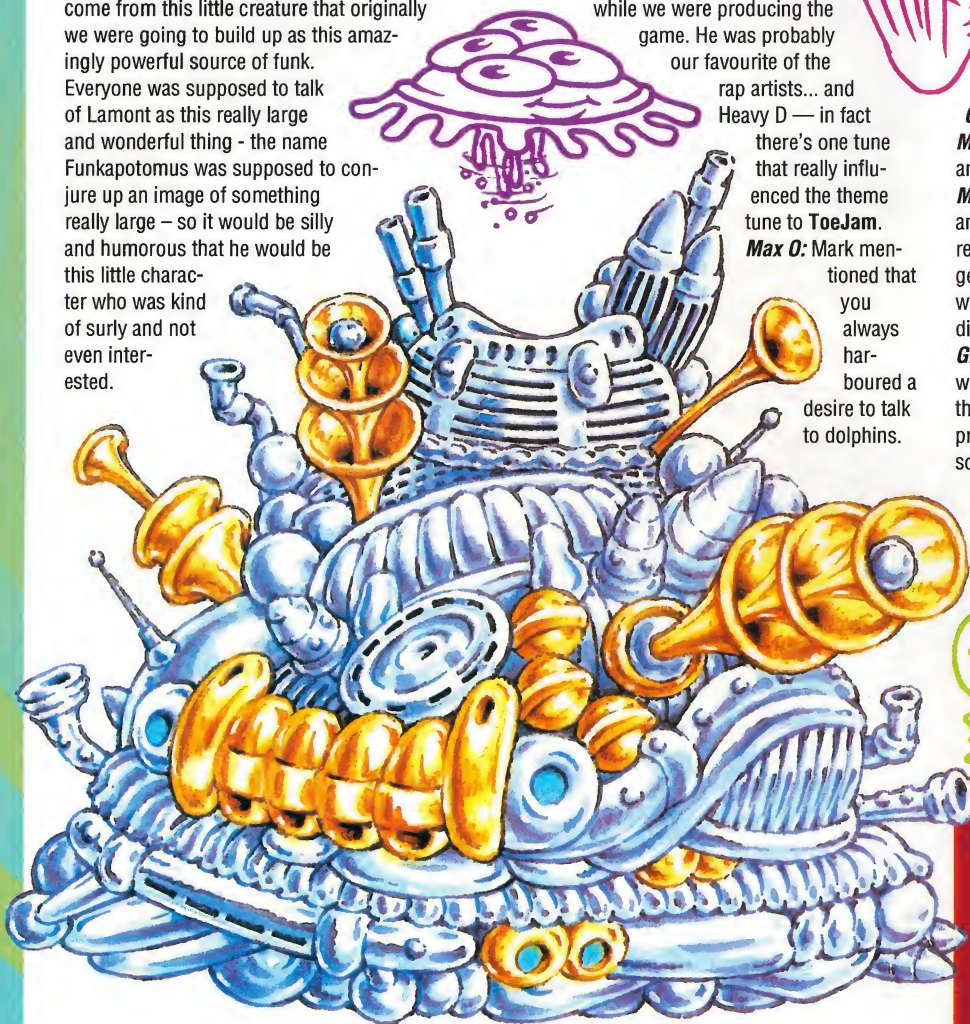 come from this little creature that originally
we were going to build up as this amaz-
ingly powerful source of funk.
Everyone was supposed to talk
of Lamont as this really large
and wonderful thing - the name
Funkapotomus was supposed to con-
jure up an image of something
really large – so it would be silly
and humorous that he would be
this little charac-
ter who was kind
of surly and not
even inter-
ested.
while we were producing the
game. He was probably
our favourite of the
rap artists... and
Heavy D — in fact
there's one tune
that really influ-
enced the theme
tune to ToeJam.
Max O: Mark men-
tioned that
you
always
har-
boured a
desire to talk
to dolphins.